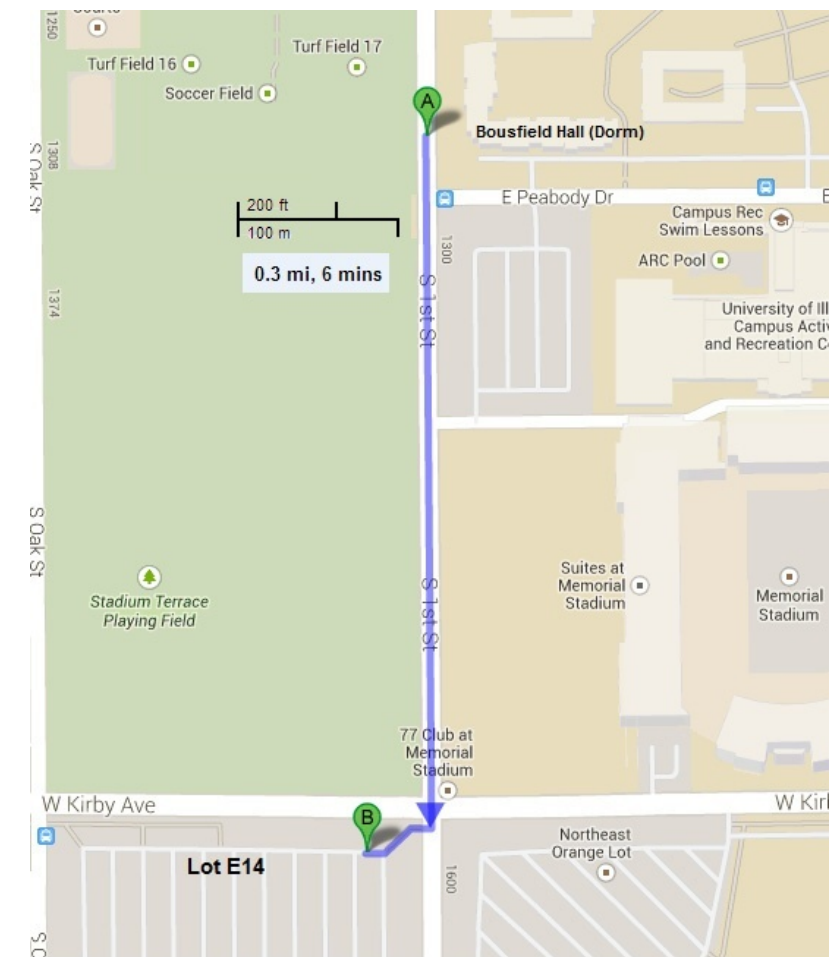 1250
Turf Field 16
Turf Field 17
Soccer Field
A
Bousfield Hall (Dorm)
1308
S Oak St
E Peabody Dr
200 ft
100 m
0.3 mi, 6 mins
1300
S 1st St
Campus Rec
Swim Lessons
ARC Pool
1374
University of Ill
Campus Activ
and Recreation C
S Oak St
Stadium Terrace
Playing Field
S 1st St
Suites at
Memorial
Stadium
Memorial
Stadium
77 Club at
Memorial
Stadium
W Kirby Ave
W Kir
B
Lot E14
Northeast
Orange Lot
1600